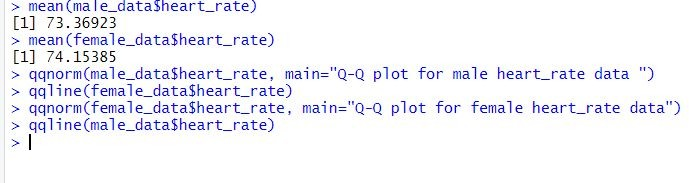 > mean(male_data$heart_rate)
[1] 73.36923
> mean(female_data$heart_rate)
[1] 74.15385
> qqnorm(male_data$heart_rate, main="Q-Q plot for male heart_rate data ")
> qqline(female_data$heart_rate)
> qqnorm(female_data$heart_rate, main="Q-Q plot for female heart_rate data")
> qqline(male_data$heart_rate)
>